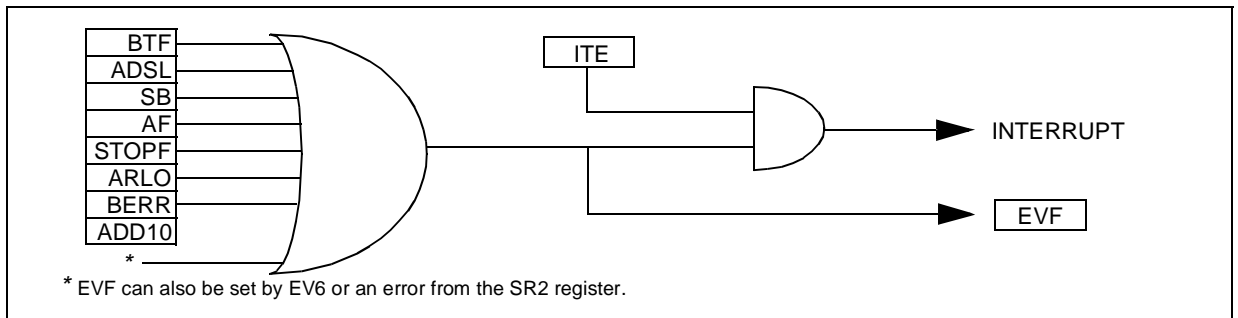 BTF
ADSL
SB
AF
STOPF
ARLO
BERR
ADD10
*
ITE
INTERRUPT
EVF
* EVF can also be set by EV6 or an error from the SR2 register.